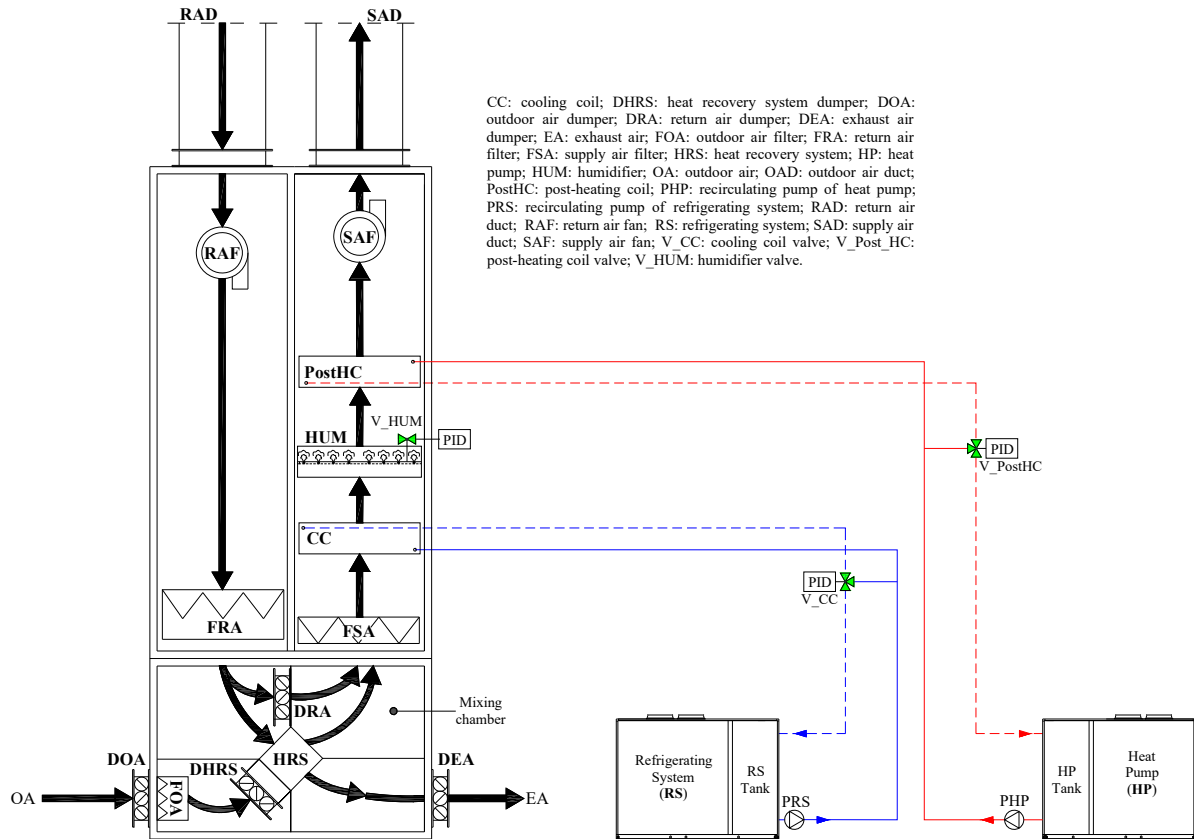 RAD
SAD
CC: cooling coil; DHRS: heat recovery system dumper; DOA:
outdoor air dumper; DRA: return air dumper; DEA: exhaust air
dumper; EA: exhaust air; FOA: outdoor air filter; FRA: return air
filter; FSA: supply air filter; HRS: heat recovery system; HP: heat
pump; HUM: humidifier; OA: outdoor air; OAD: outdoor air duct;
PostHC: post-heating coil; PHP: recirculating pump of heat pump;
PRS: recirculating pump of refrigerating system; RAD: return air
duct; RAF: return air fan; RS: refrigerating system; SAD: supply air
duct; SAF: supply air fan; V_CC: cooling coil valve; V_Post_HC:
post-heating coil valve; V_HUM: humidifier valve.
SAF
RAF
PostHC
V_HUM
HUM
PID
PID
V_PostHC
CC
PID
V_CC
FRA
FSA
DRA
Mixing
chamber
DOA
DHRS
HRS
DEA
FOA
OA
EA
Refrigerating
System
(RS)
RS
Tank
PRS
PHP
HP
Tank
Heat
Pump
(HP)